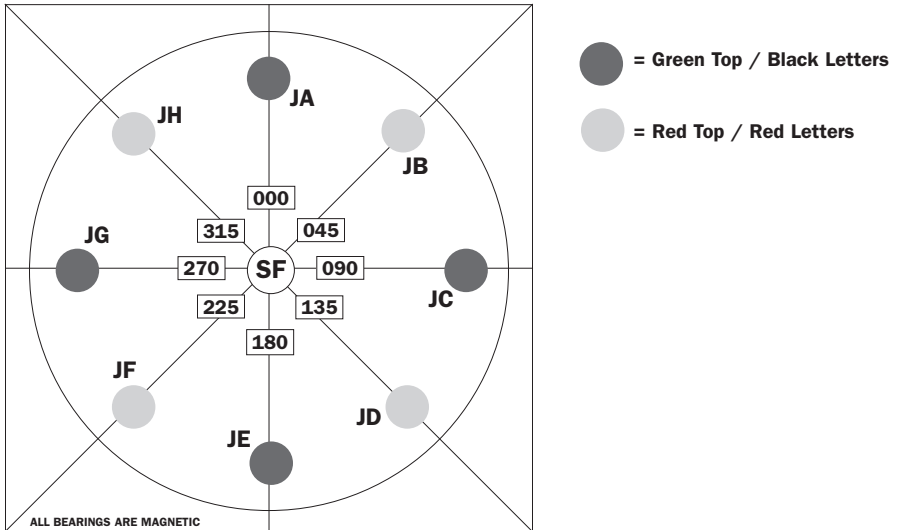 = Green Top / Black Letters
JA
JH
= Red Top / Red Letters
JB
000
315
045
JG
270
SF
090
JC
225
135
180
JF
JD
JE
ALL BEARINGS ARE MAGNETIC